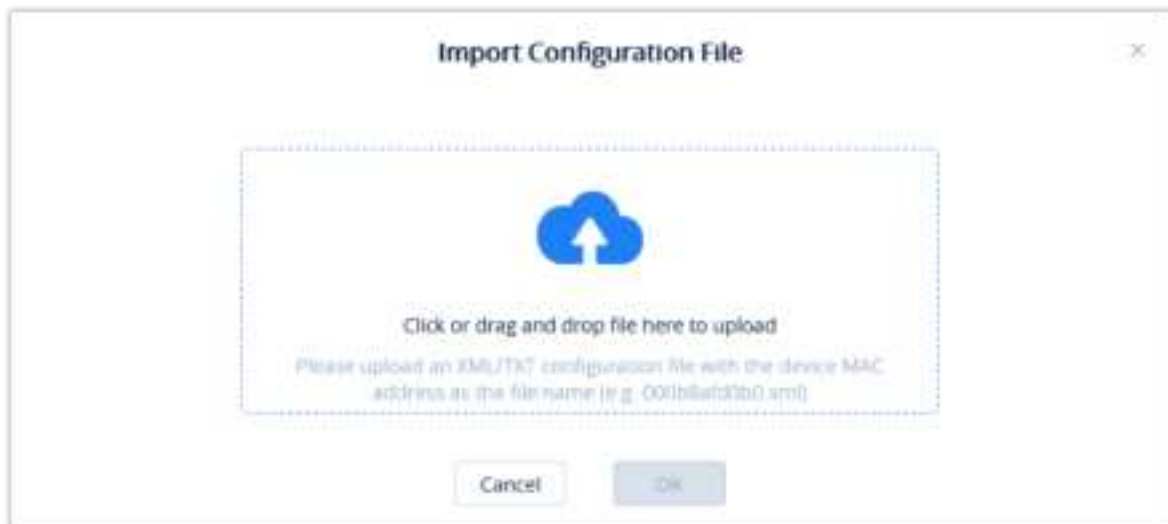 Import Configuration File
Click or drag and drop file here to upload
Please upload an XML/TXT configuration file with the device MAC
address as the file name (e.g.
Cancel
OK